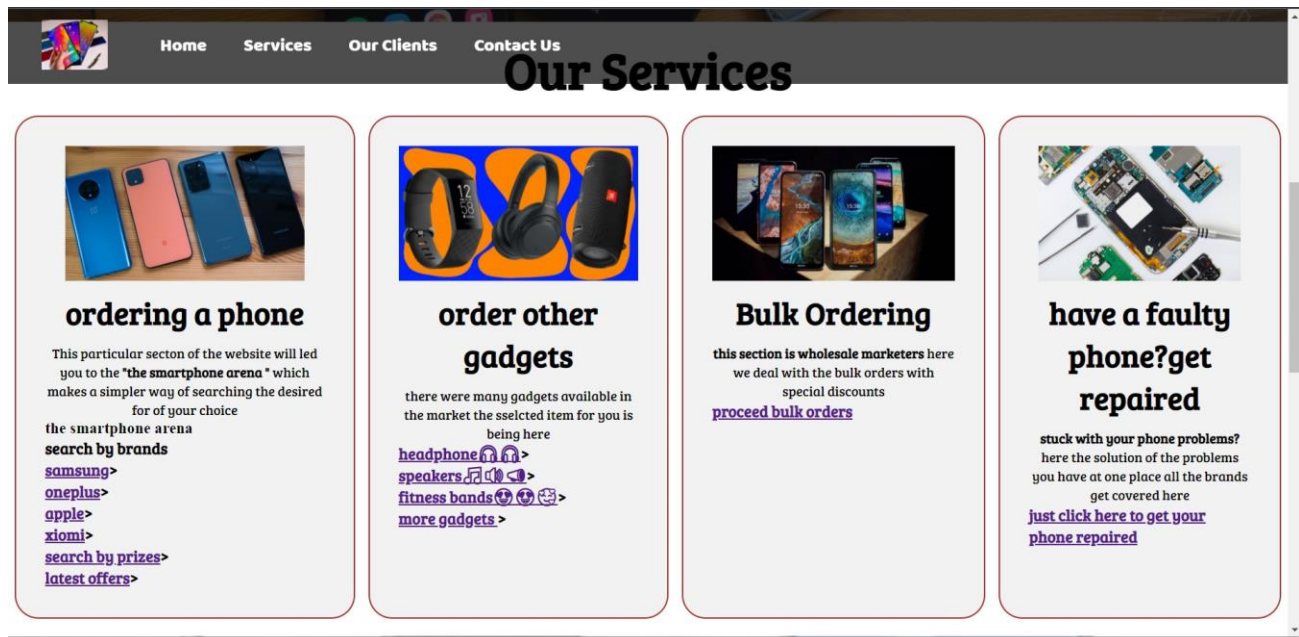 Home Services Our Clients Contact Us
Our Services
ordering a phone
This particular secton of the website will led
you to the "the smartphone arena " which
makes a simpler way of searching the desired
for of your choice
the smartphone arena
search by brands
samsung>
oneplus>
apple>
xiomi>
search by prizes>
latest offers>
order other
gadgets
there were many gadgets available in
the market the sselcted item for you is
being here
headphone🎧🎧>
speakers🎵🔊📢>
fitness bands😍😍🥰>
more gadgets >
Bulk Ordering
this section is wholesale marketers here
we deal with the bulk orders with
special discounts
proceed bulk orders
have a faulty
phone?get
repaired
stuck with your phone problems?
here the solution of the problems
you have at one place all the brands
get covered here
just click here to get your
phone repaired